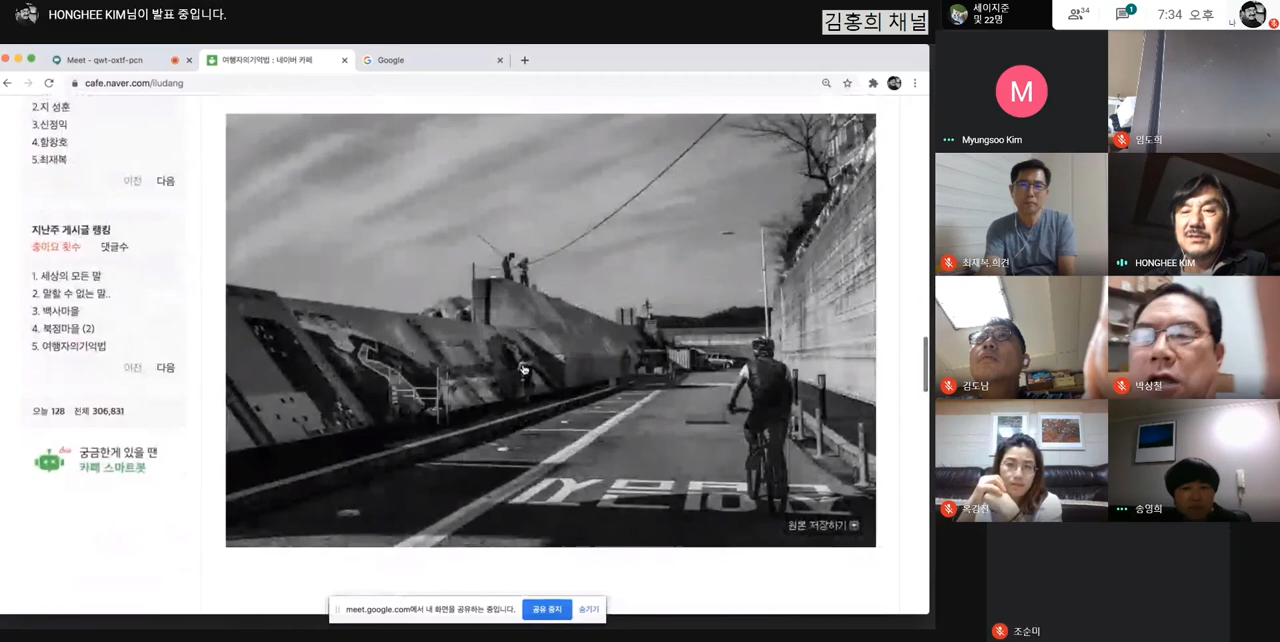 HONGHEE KIM님이 발표 중입니다.
김홍희 채널
세이지준
및 22명
34
1
7:34 오후
나
Meet - qwt-oxtf-pcn
여행자의기억법 : 네이버 카페
Google
cafe.naver.com/iludang
2.지 성훈
3.신정익
4.함왕호
5.최재복
이전 다음
지난주 게시글 랭킹
좋아요 횟수 댓글수
1. 세상의 모든 말
2. 말할 수 없는 말..
3. 백사마을
4. 북정마을 (2)
5. 여행자의기억법
이전 다음
오늘 128 전체 306,831
궁금한게 있을 땐
카페 스마트봇
원본 저장하기
meet.google.com에서 내 화면을 공유하는 중입니다.
공유 중지
숨기기
M
Myungsoo Kim
임도희
최재복.희견
HONGHEE KIM
김도남
박상철
송영희
조순미